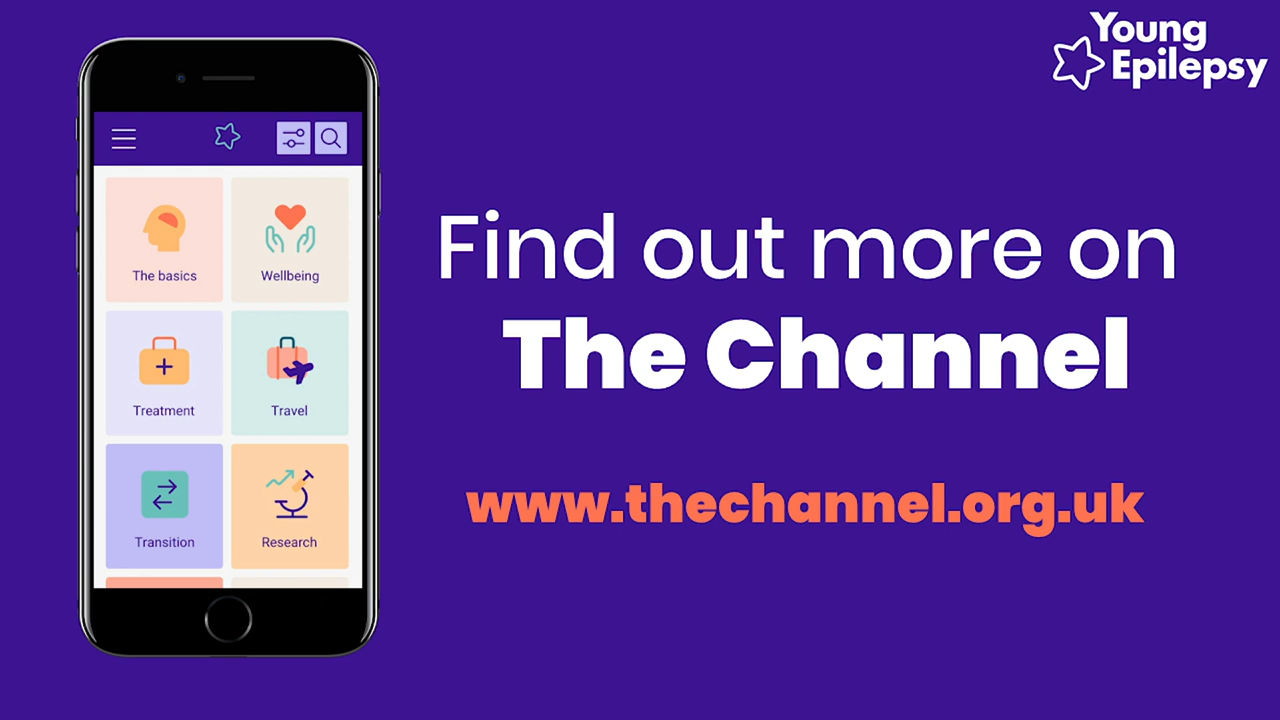 Young
Epilepsy
The basics
Wellbeing
Treatment
Travel
Transition
Research
Find out more on
The Channel
www.thechannel.org.uk